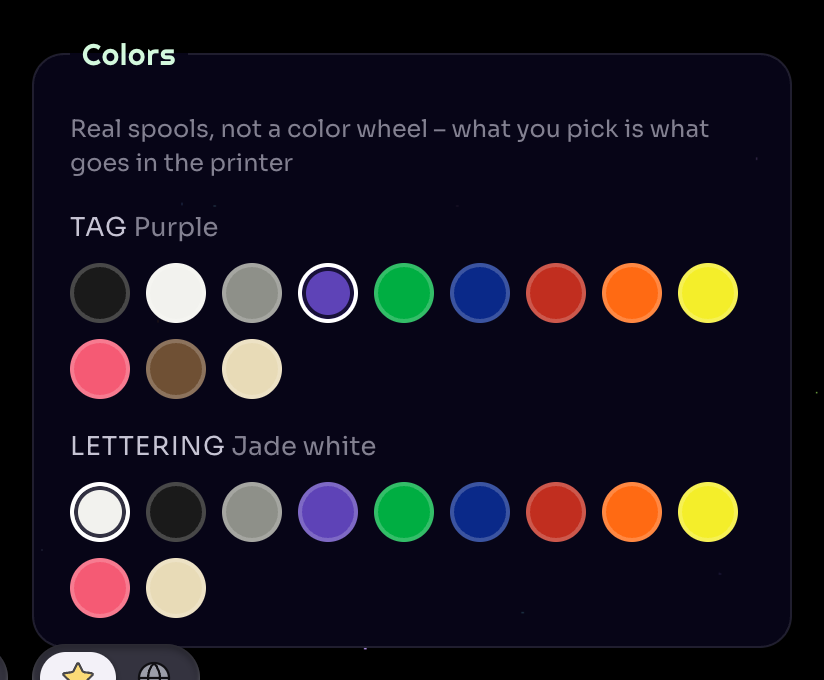 Colors
Real spools, not a color wheel – what you pick is what
goes in the printer
TAG Purple
LETTERING Jade white